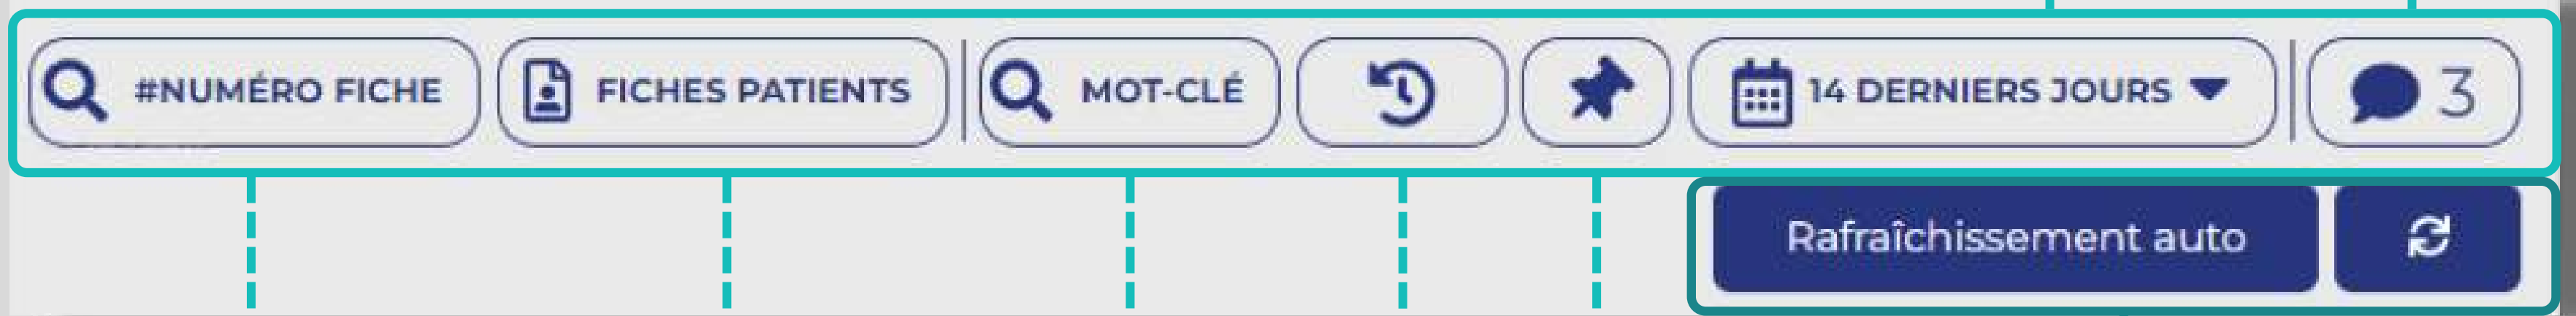 #NUMÉRO FICHE FICHES PATIENTS MOT-CLÉ 14 DERNIERS JOURS 3
Rafraîchissement auto